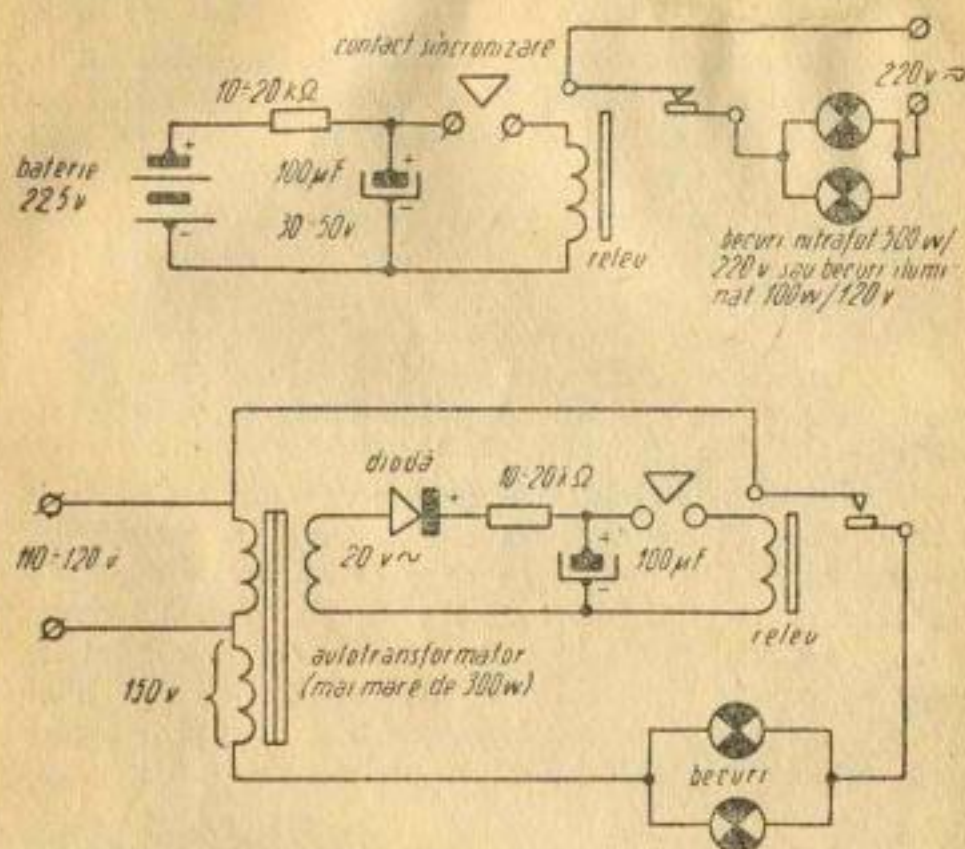 contact sincronizare
10÷20 kΩ
220 v ≂
+
+
baterie
22,5 v
100 µF
-
-
30-50 v
releu
becuri nitrafot 500 w/
220 v sau becuri ilumi-
nat 100 w/120 v
diodă
10-20 k Ω
+
+
20 v ~
100 µF
-
110-120 v
releu
autotransformator
(mai mare de 300 w)
150 v
becuri